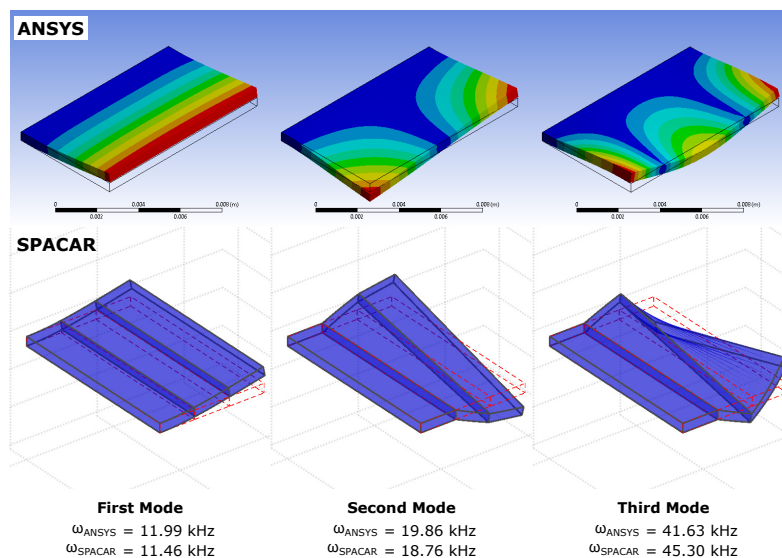 ANSYS
0 0.004 0.008 (m)
0.002 0.006
0 0.004 0.008 (m)
0.002 0.006
0 0.004 0.008 (m)
0.002 0.006
SPACAR
First Mode
ωANSYS = 11.99 kHz
ωSPACAR = 11.46 kHz
Second Mode
ωANSYS = 19.86 kHz
ωSPACAR = 18.76 kHz
Third Mode
ωANSYS = 41.63 kHz
ωSPACAR = 45.30 kHz